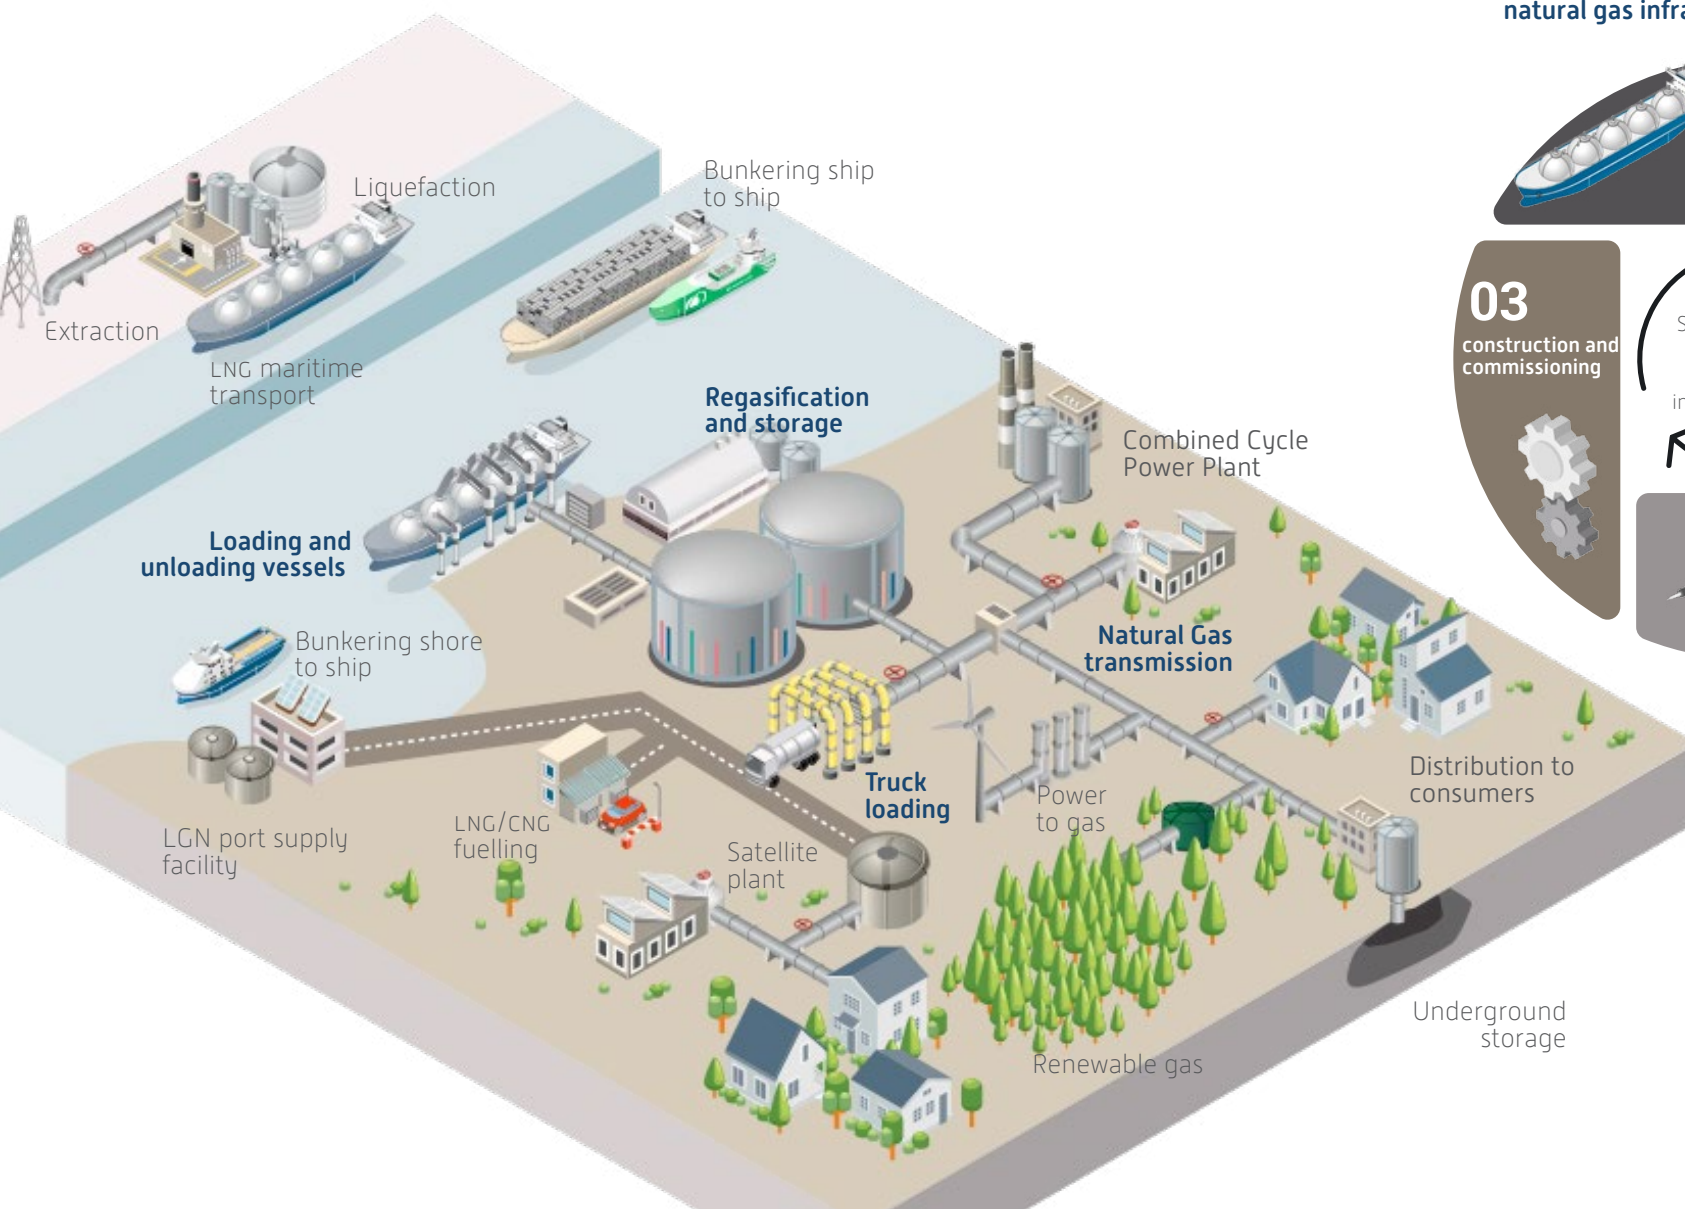 natural gas
Liquefaction
Bunkering ship
to ship
Extraction
LNG maritime
transport
03
construction and
commissioning
Regasification
and storage
Combined Cycle
Power Plant
Loading and
unloading vessels
Bunkering shore
to ship
Natural Gas
transmission
Truck
loading
Power
to gas
Distribution to
consumers
LGN port supply
facility
LNG/CNG
fuelling
Satellite
plant
Underground
storage
Renewable gas